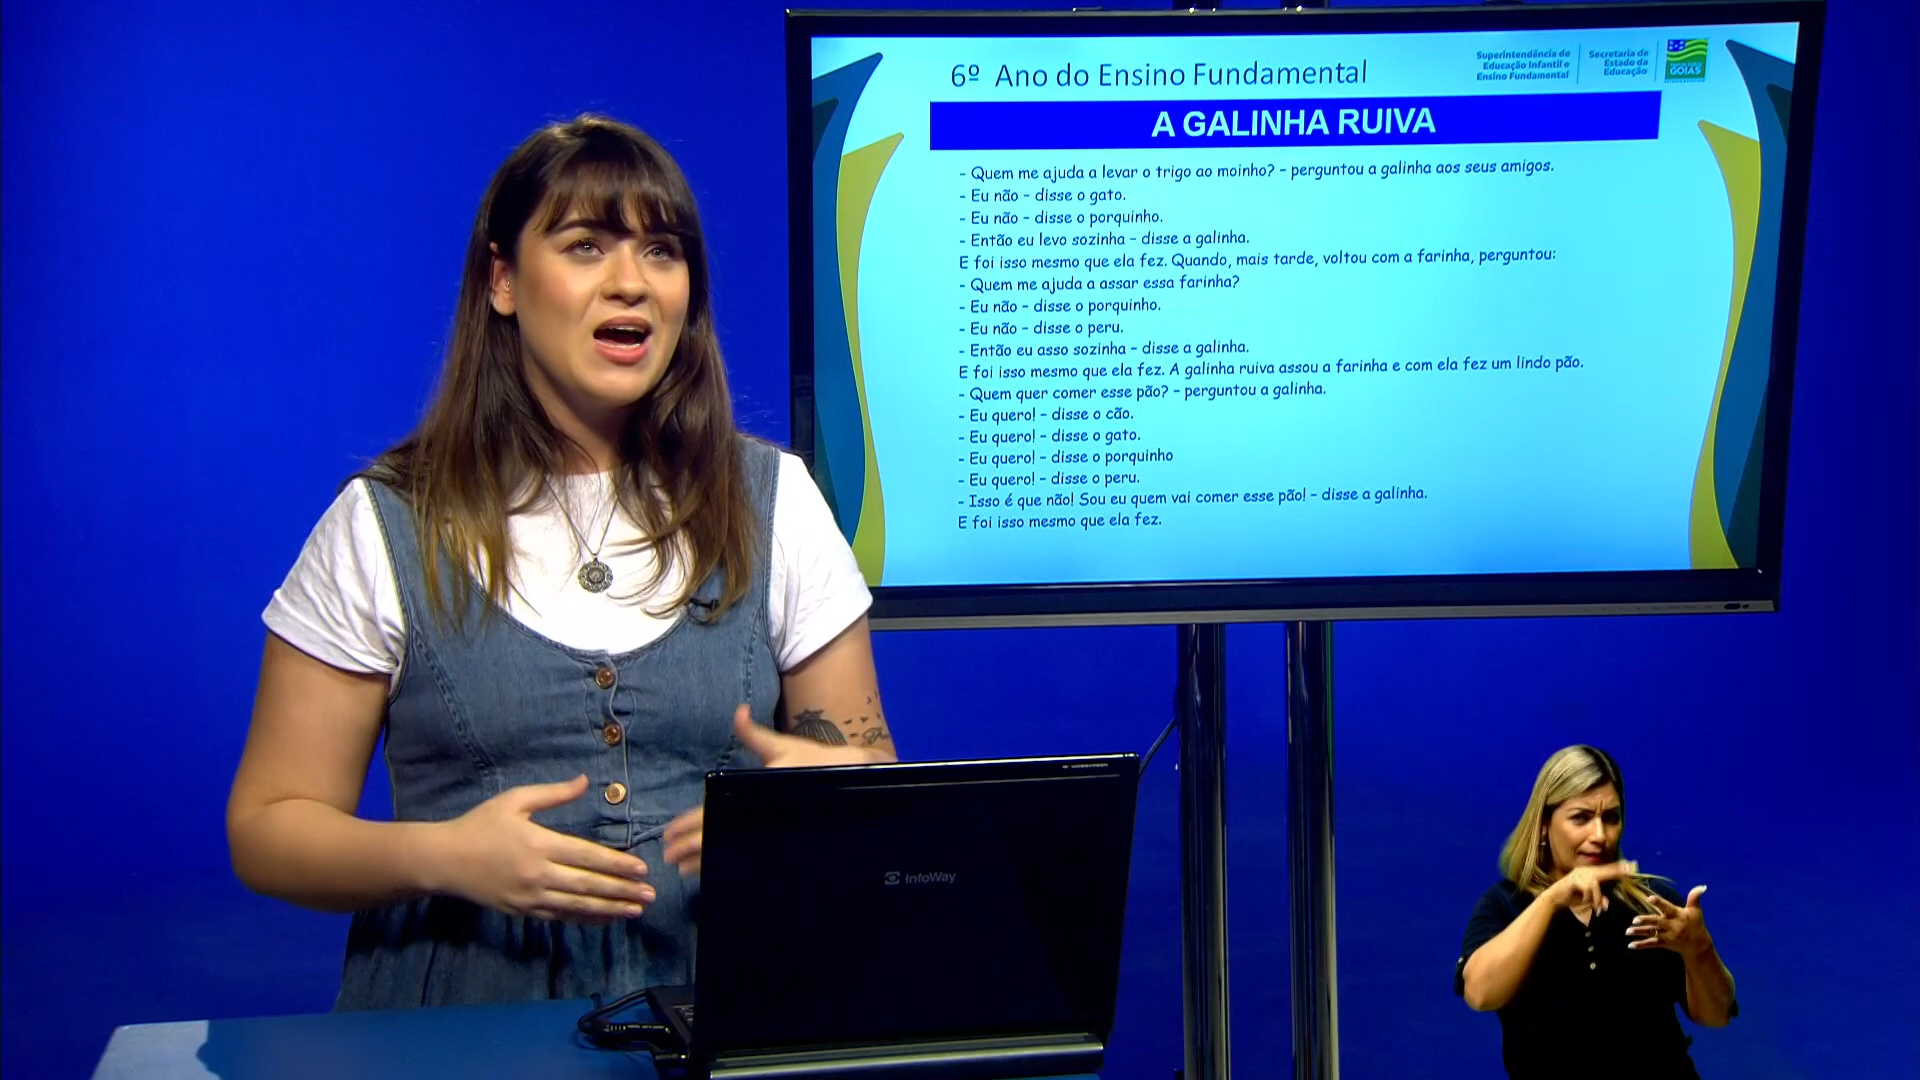 6º Ano do Ensino Fundamental
Superintendência de
Educação Infantil e
Ensino Fundamental
Secretaria de
Estado da
Educação
GOIÁS
A GALINHA RUIVA
- Quem me ajuda a levar o trigo ao moinho? – perguntou a galinha aos seus amigos.
- Eu não – disse o gato.
- Eu não – disse o porquinho.
- Então eu levo sozinha – disse a galinha.
E foi isso mesmo que ela fez. Quando, mais tarde, voltou com a farinha, perguntou:
- Quem me ajuda a assar essa farinha?
- Eu não – disse o porquinho.
- Eu não – disse o peru.
- Então eu asso sozinha – disse a galinha.
E foi isso mesmo que ela fez. A galinha ruiva assou a farinha e com ela fez um lindo pão.
- Quem quer comer esse pão? – perguntou a galinha.
- Eu quero! – disse o cão.
- Eu quero! – disse o gato.
- Eu quero! – disse o porquinho
- Eu quero! – disse o peru.
- Isso é que não! Sou eu quem vai comer esse pão! – disse a galinha.
E foi isso mesmo que ela fez.
InfoWay